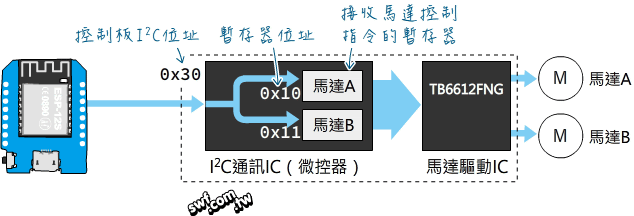 接收馬達控制
指令的暫存器
控制板I²C位址
暫存器位址
0x30
馬達A
0x10
馬達B
0x11
TB6612FNG
M
馬達A
M
馬達B
I²C通訊IC（微控器）
馬達驅動IC
ESP-12S
swf.com.tw